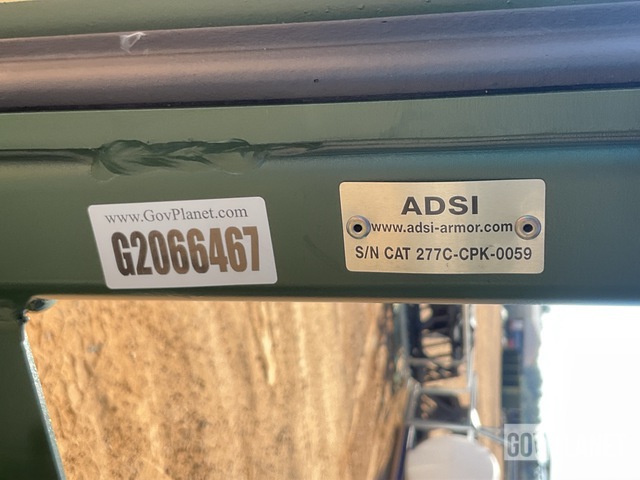 www.GovPlanet.com
G2066467
ADSI
www.adsi-armor.com
S/N CAT 277C-CPK-0059